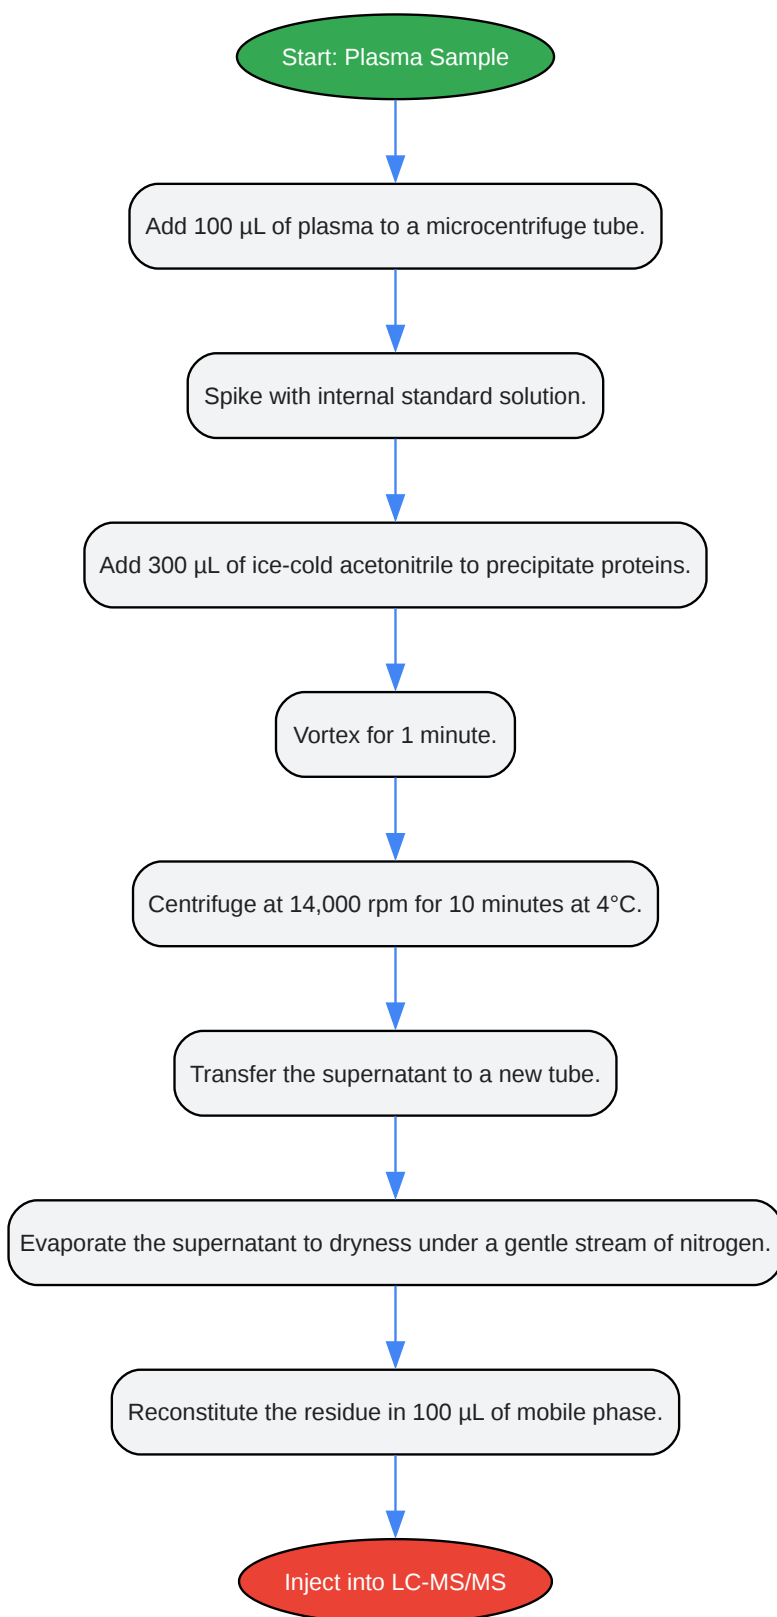 Start: Plasma Sample
Add 100 µL of plasma to a microcentrifuge tube.
Spike with internal standard solution.
Add 300 µL of ice-cold acetonitrile to precipitate proteins.
Vortex for 1 minute.
Centrifuge at 14,000 rpm for 10 minutes at 4°C.
Transfer the supernatant to a new tube.
Evaporate the supernatant to dryness under a gentle stream of nitrogen.
Reconstitute the residue in 100 µL of mobile phase.
Inject into LC-MS/MS